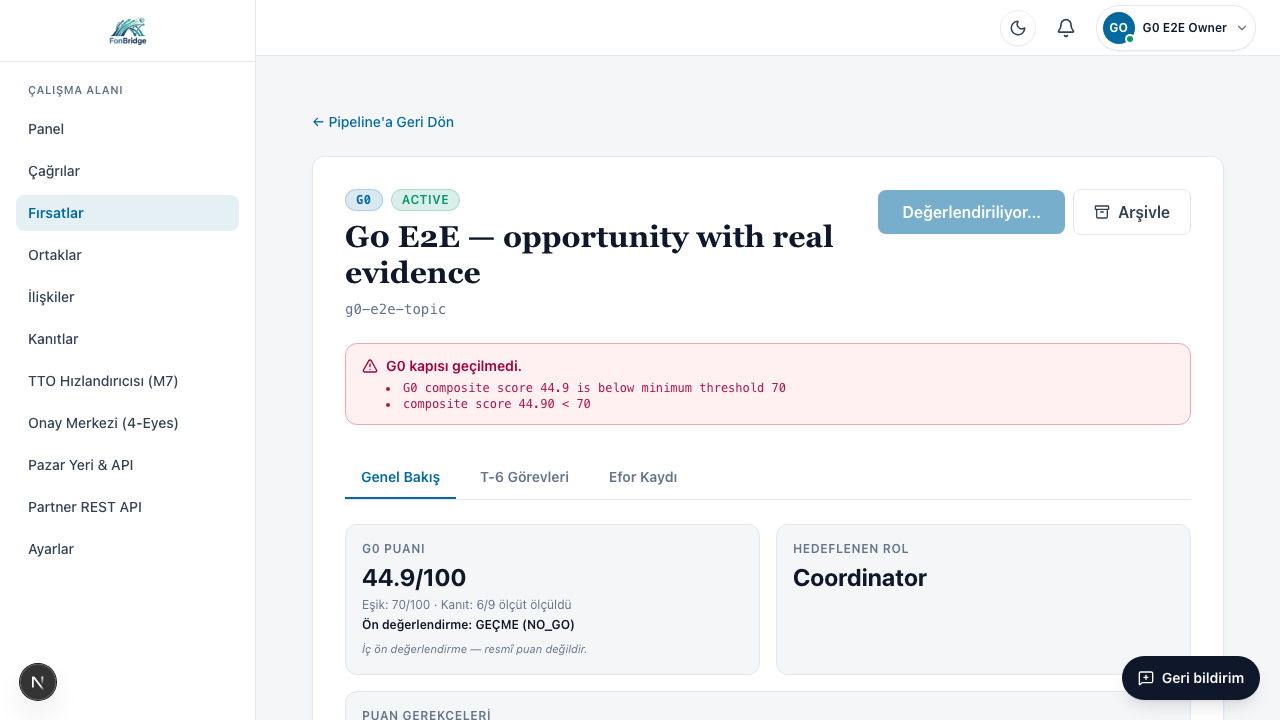 FonBridge
GO
G0 E2E Owner
ÇALIŞMA ALANI
Panel
Çağrılar
Fırsatlar
Ortaklar
İlişkiler
Kanıtlar
TTO Hızlandırıcısı (M7)
Onay Merkezi (4-Eyes)
Pazar Yeri & API
Partner REST API
Ayarlar
N
← Pipeline'a Geri Dön
G0
ACTIVE
Değerlendiriliyor...
Arşivle
G0 E2E — opportunity with real
evidence
g0-e2e-topic
G0 kapısı geçilmedi.
• G0 composite score 44.9 is below minimum threshold 70
• composite score 44.90 < 70
Genel Bakış
T-6 Görevleri
Efor Kaydı
G0 PUANI
44.9/100
Eşik: 70/100 · Kanıt: 6/9 ölçüt ölçüldü
Ön değerlendirme: GEÇME (NO_GO)
İç ön değerlendirme — resmî puan değildir.
HEDEFLENEN ROL
Coordinator
PUAN GEREKÇELERİ
Geri bildirim